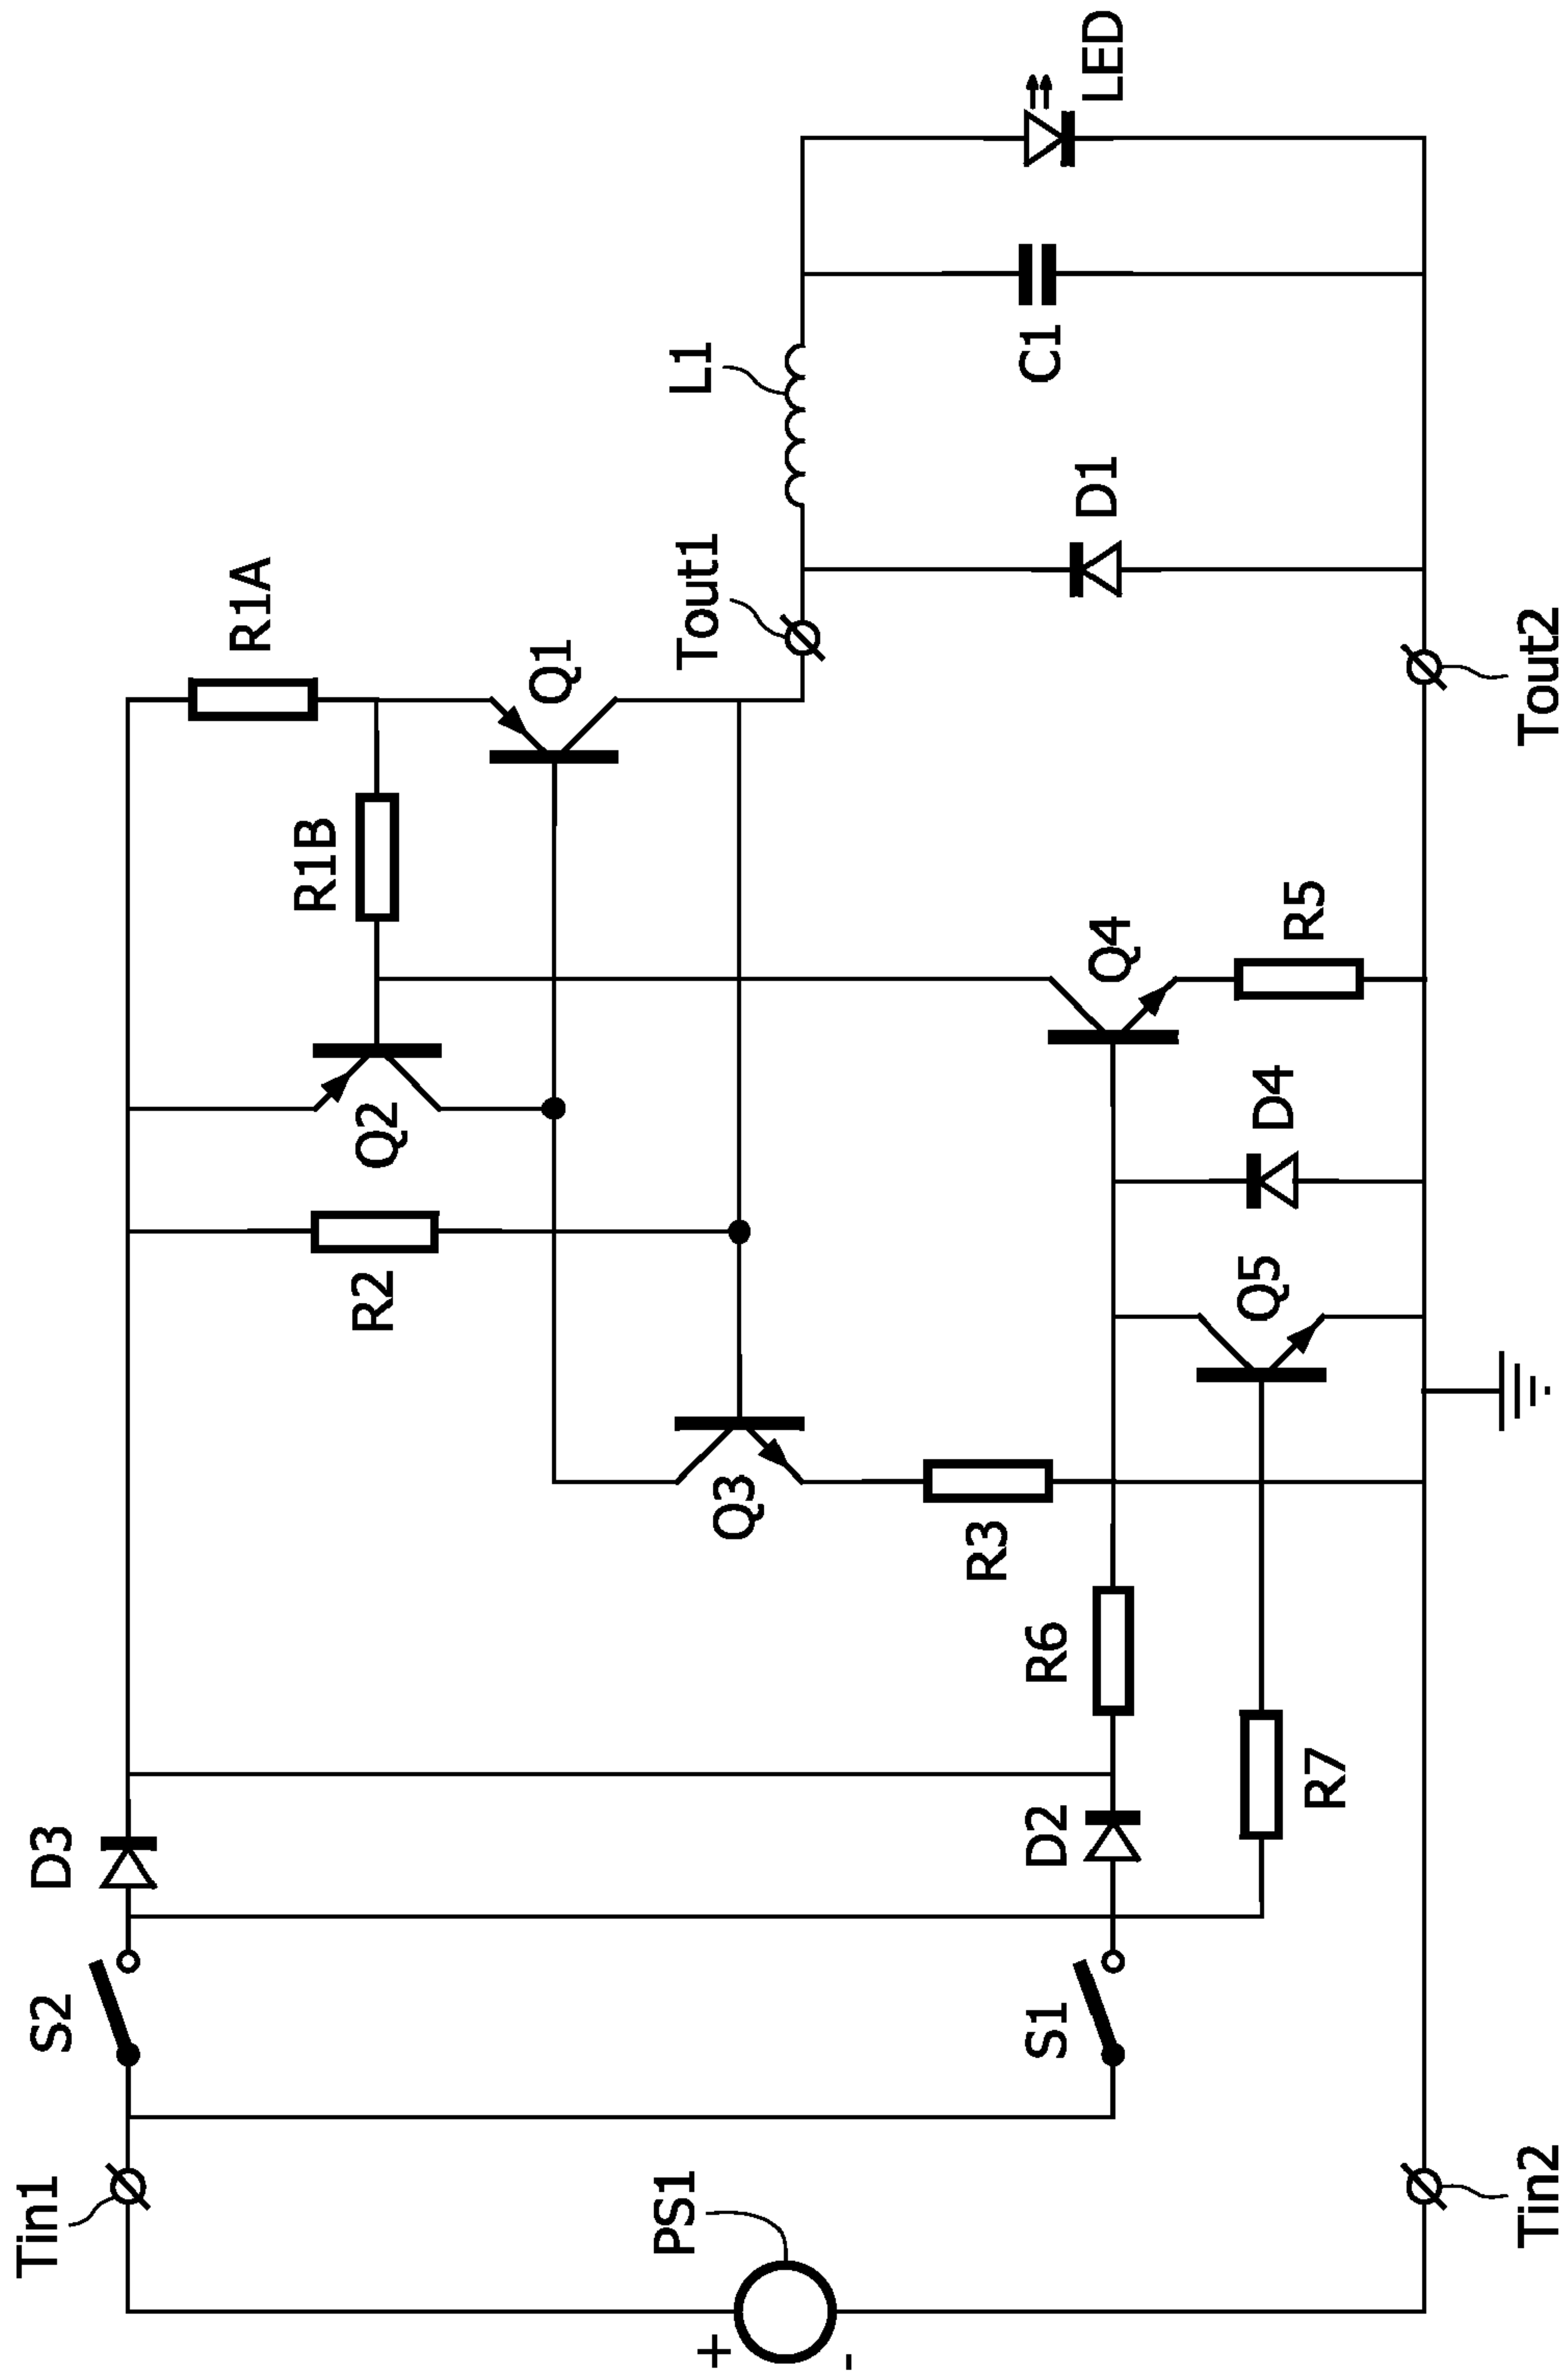 Tin1
S2
D3
R2
Q2
R1B
R1A
Q1
Tout1
L1
PS1
+
-
S1
D2
R6
R3
Q3
Q4
D1
C1
LED
R7
Q5
D4
R5
Tin2
Tout2